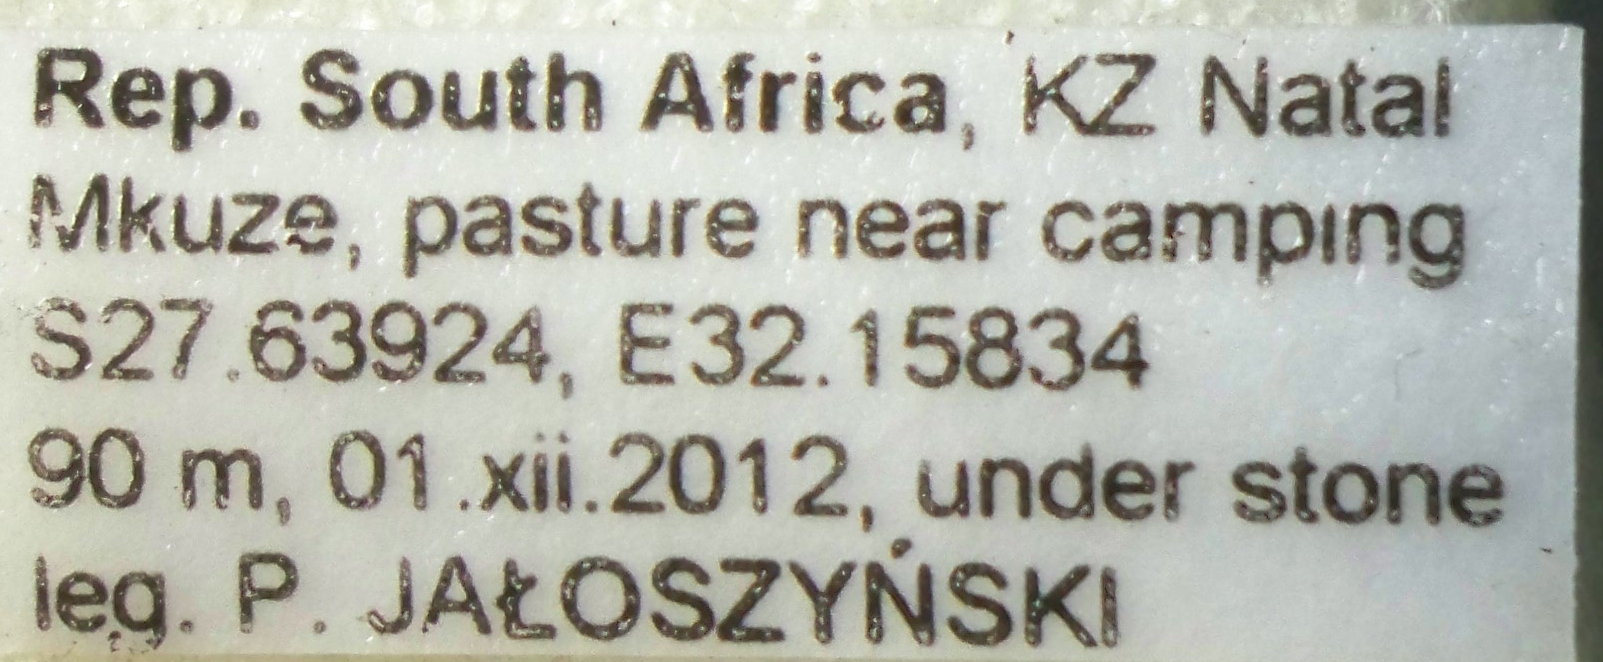 Rep. South Africa, KZ Natal
Mkuze, pasture near camping
S27.63924, E32.15834
90 m, 01.xii.2012, under stone
leg. P. JAŁOSZYŃSKI